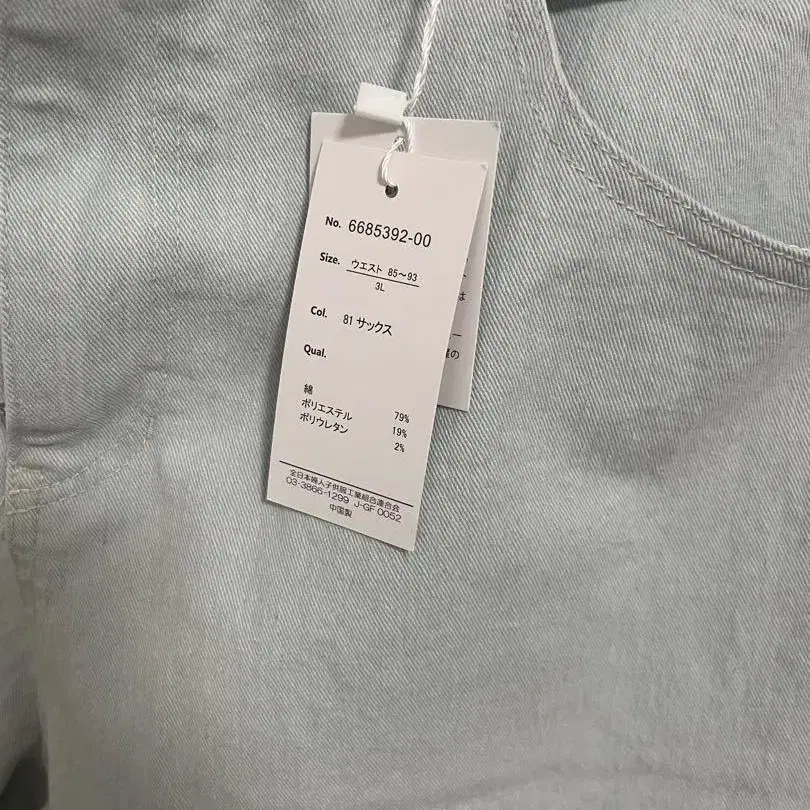 No. 6685392-00
Size. ウエスト 85~93
3L
Col. 81 サックス
Qual.
綿 79%
ポリエステル 19%
ポリウレタン 2%
全日本婦人子供服工業組合連合会
03-3866-1299 J-GF 0052
中国製
は
の